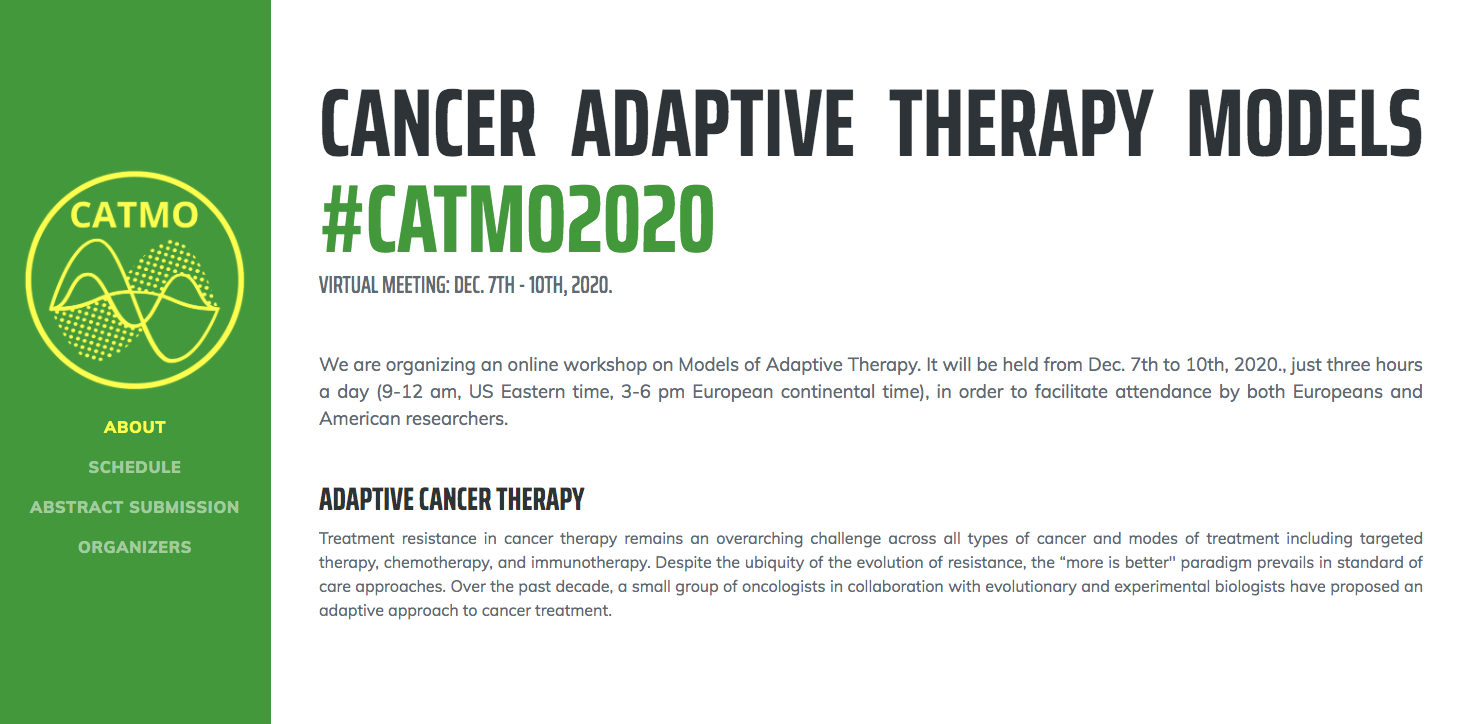 CATMO
ABOUT
SCHEDULE
ABSTRACT SUBMISSION
ORGANIZERS
CANCER ADAPTIVE THERAPY MODELS
#CATMO2020
VIRTUAL MEETING: DEC. 7TH - 10TH, 2020.
We are organizing an online workshop on Models of Adaptive Therapy. It will be held from Dec. 7th to 10th, 2020., just three hours
a day (9-12 am, US Eastern time, 3-6 pm European continental time), in order to facilitate attendance by both Europeans and
American researchers.
ADAPTIVE CANCER THERAPY
Treatment resistance in cancer therapy remains an overarching challenge across all types of cancer and modes of treatment including targeted
therapy, chemotherapy, and immunotherapy. Despite the ubiquity of the evolution of resistance, the “more is better" paradigm prevails in standard of
care approaches. Over the past decade, a small group of oncologists in collaboration with evolutionary and experimental biologists have proposed an
adaptive approach to cancer treatment.